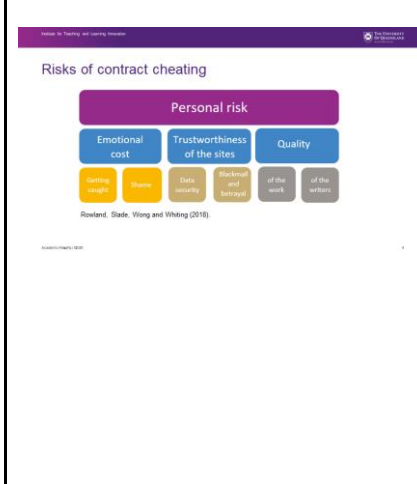 Institute for Teaching and Learning Innovation
THE UNIVERSITY
OF QUEENSLAND
Risks of contract cheating
Personal risk
Emotional
cost
Trustworthiness
of the sites
Quality
Getting
caught
Shame
Data
security
Blackmail
and
betrayal
of the
work
of the
writers
Rowland, Slade, Wong and Whiting (2018).